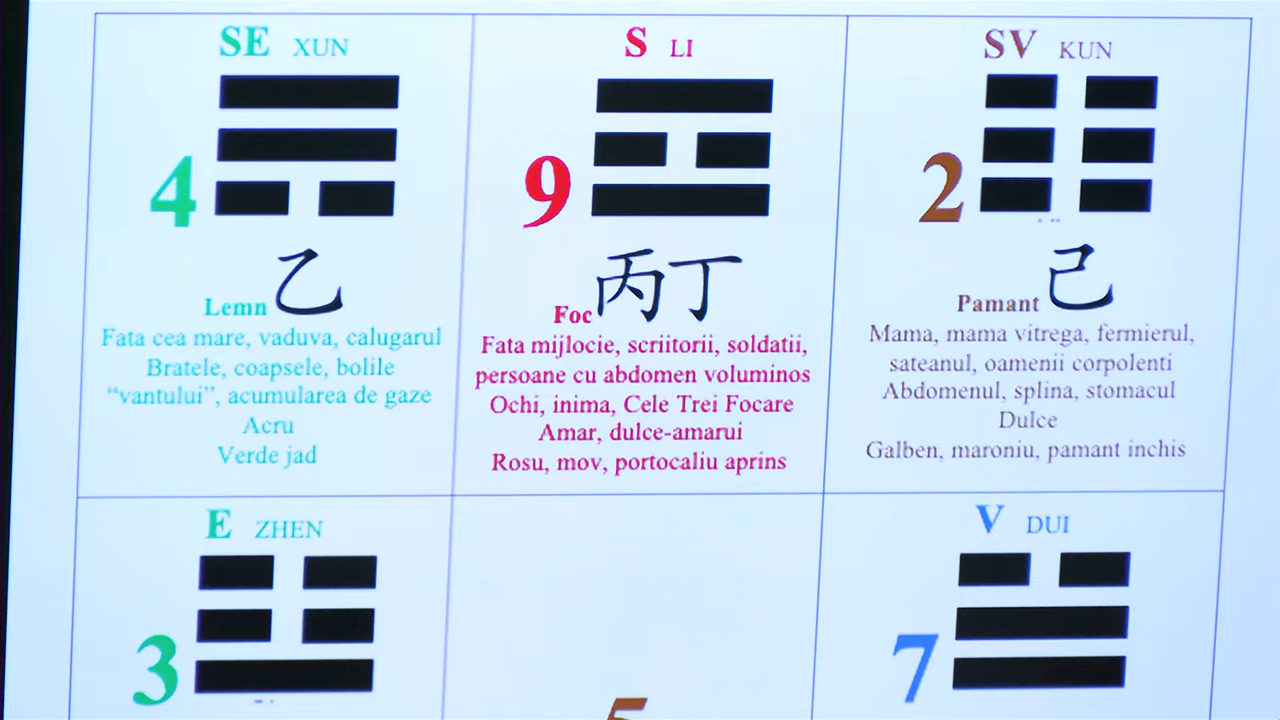 SE XUN
4
乙
Lemn
Fata cea mare, vaduva, calugarul
Bratele, coapsele, bolile
“vantului”, acumularea de gaze
Acru
Verde jad
S LI
9
丙丁
Foc
Fata mijlocie, scriitorii, soldatii,
persoane cu abdomen voluminos
Ochi, inima, Cele Trei Focare
Amar, dulce-amarui
Rosu, mov, portocaliu aprins
SV KUN
2
己
Pamant
Mama, mama vitrega, fermierul,
sateanul, oamenii corpolenti
Abdomenul, splina, stomacul
Dulce
Galben, maroniu, pamant inchis
E ZHEN
3
5
V DUI
7